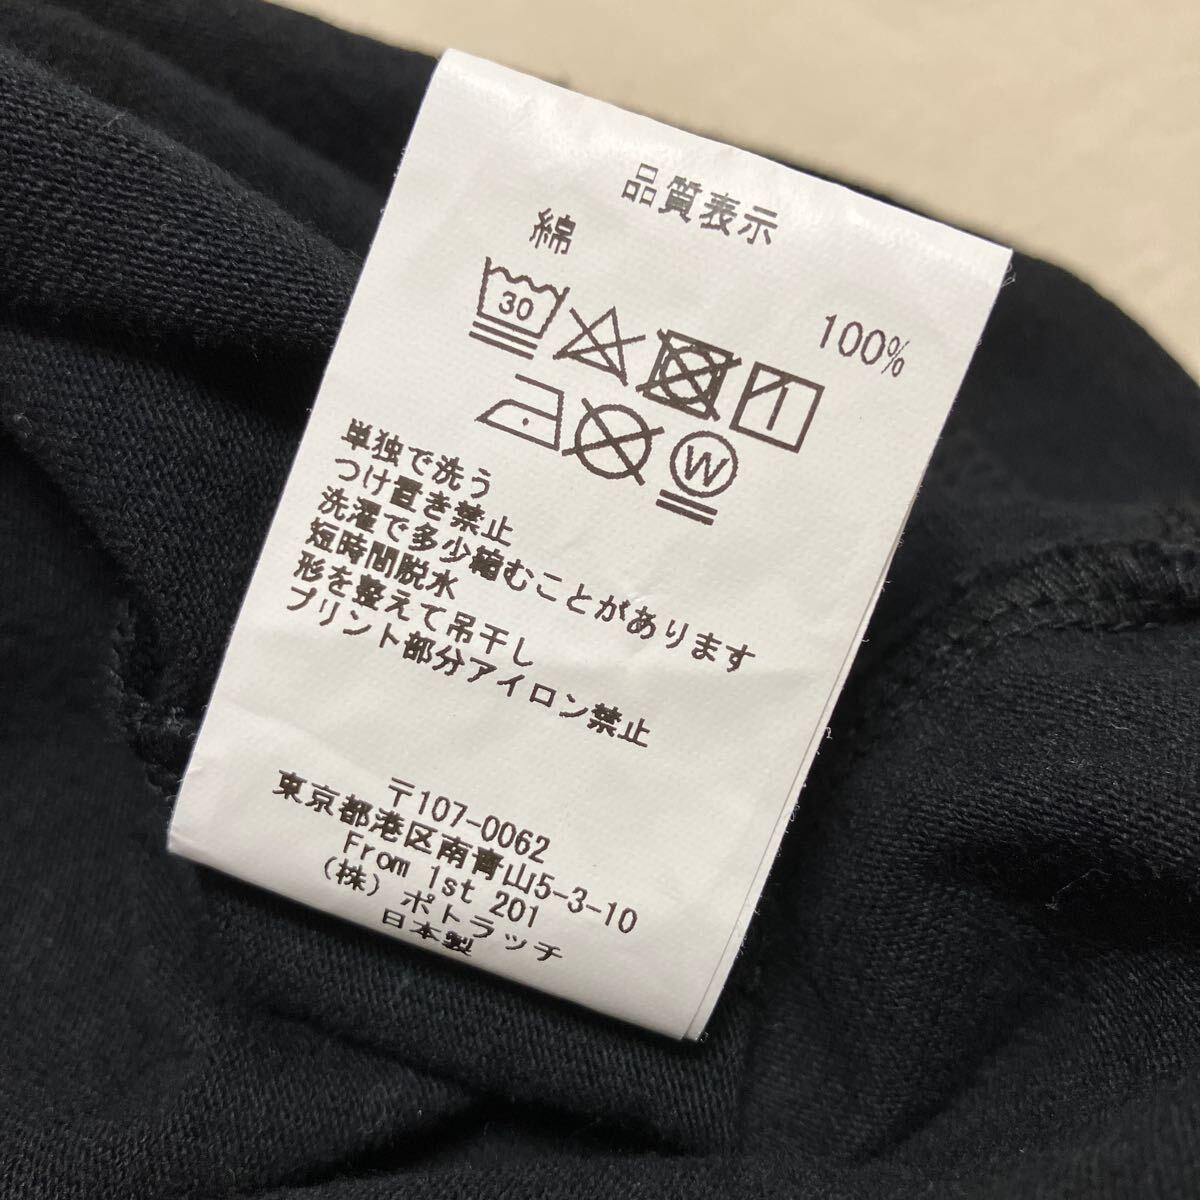 品質表示
綿 100%
30
W
単独で洗う
つけ置き禁止
洗濯で多少縮むことがあります
短時間脱水
形を整えて吊干し
プリント部分アイロン禁止
〒107-0062
東京都港区南青山5-3-10
From 1st 201
(株)ポトラッチ
日本製